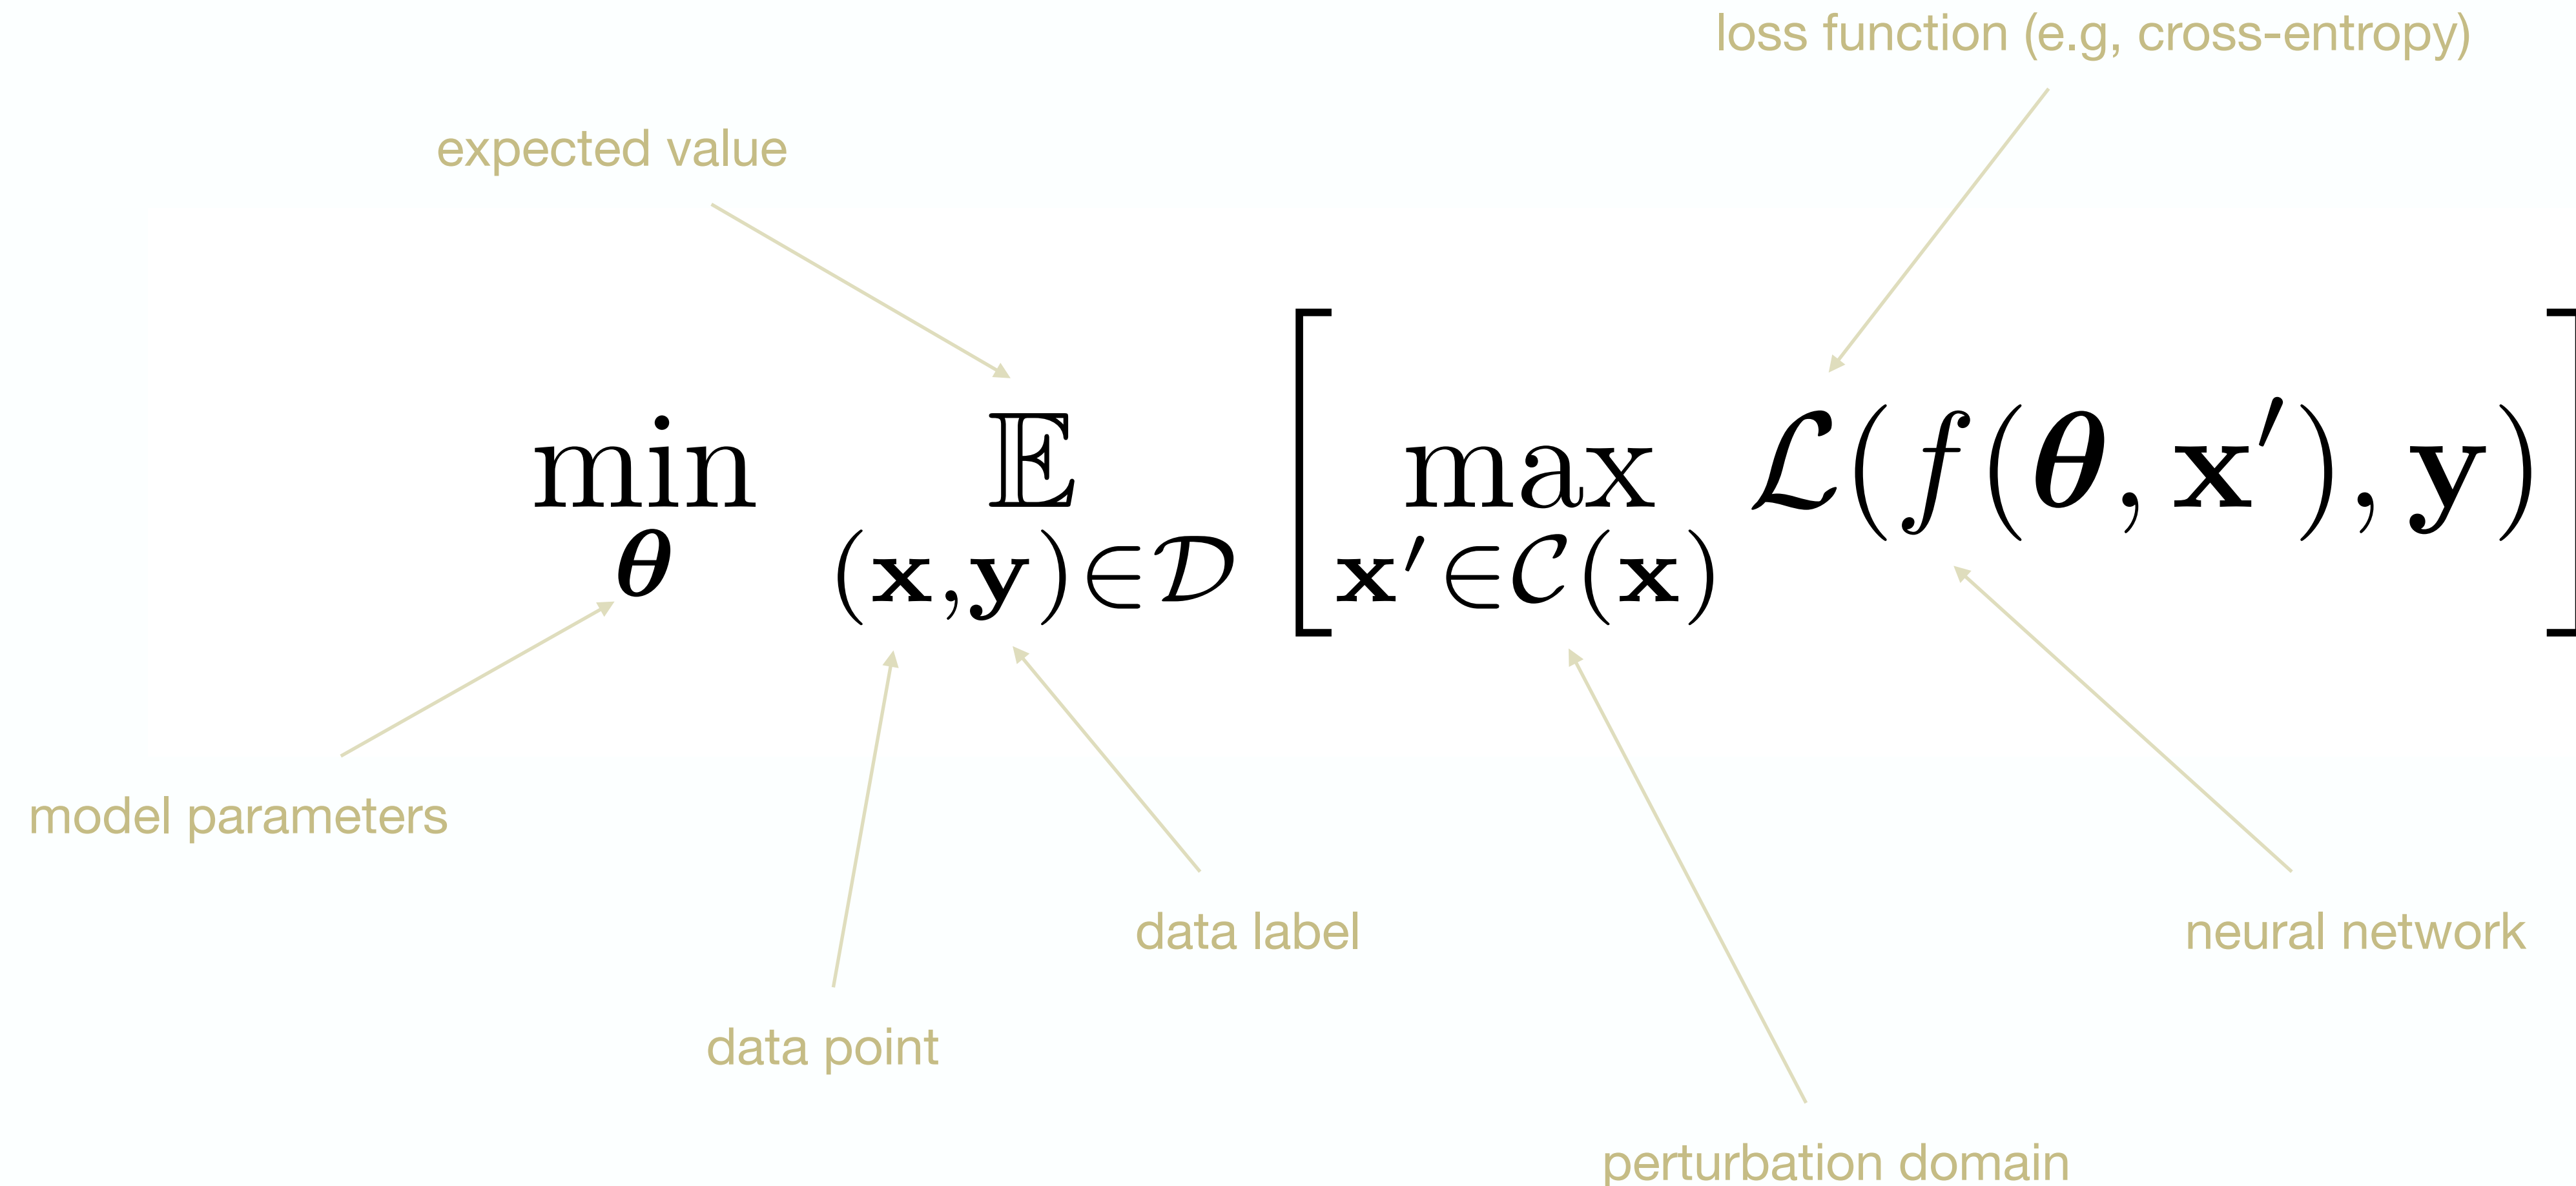 loss function (e.g, cross-entropy)
expected value
min 𝔼 [ max ℒ(f(θ, x′), y) ]
θ (x,y)∈𝒟 x′∈𝒞(x)
model parameters
data label
neural network
data point
perturbation domain